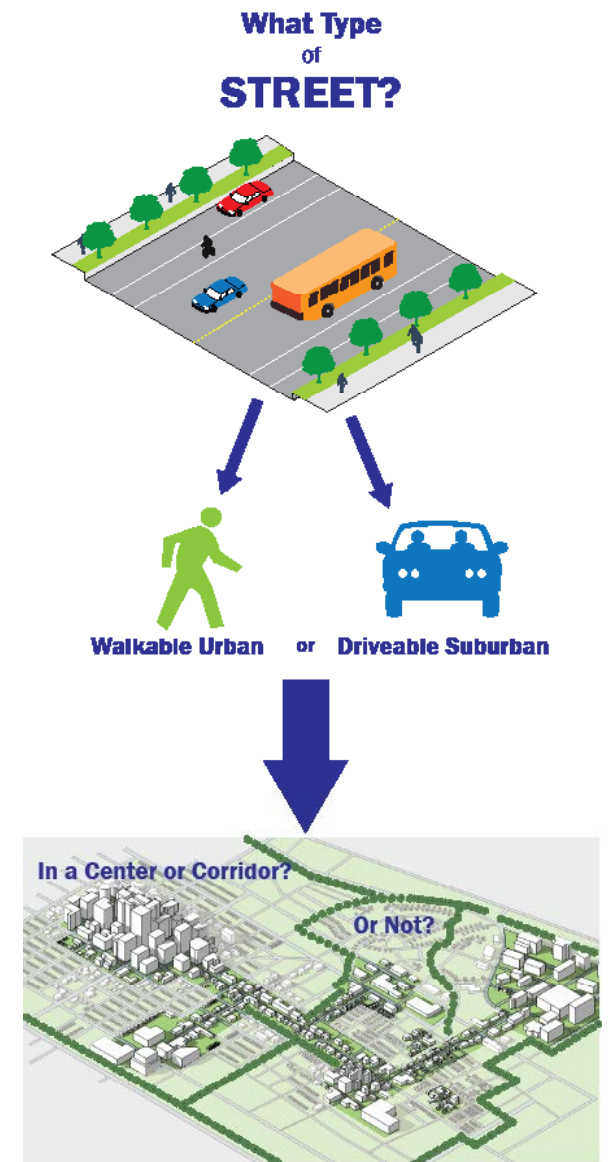 What Type
of
STREET?
Walkable Urban or Driveable Suburban
In a Center or Corridor?
Or Not?